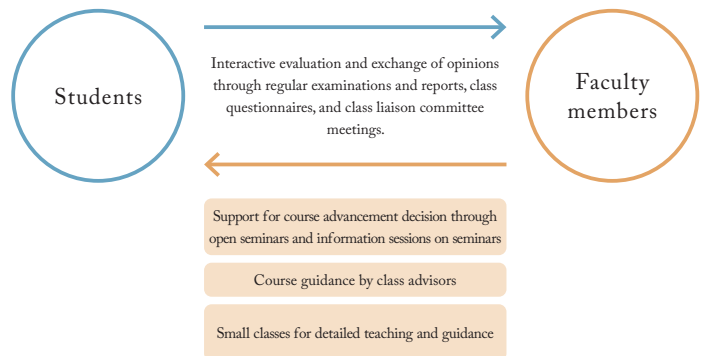 Students
Interactive evaluation and exchange of opinions
through regular examinations and reports, class
questionnaires, and class liaison committee
meetings.
Faculty
members
Support for course advancement decision through
open seminars and information sessions on seminars
Course guidance by class advisors
Small classes for detailed teaching and guidance